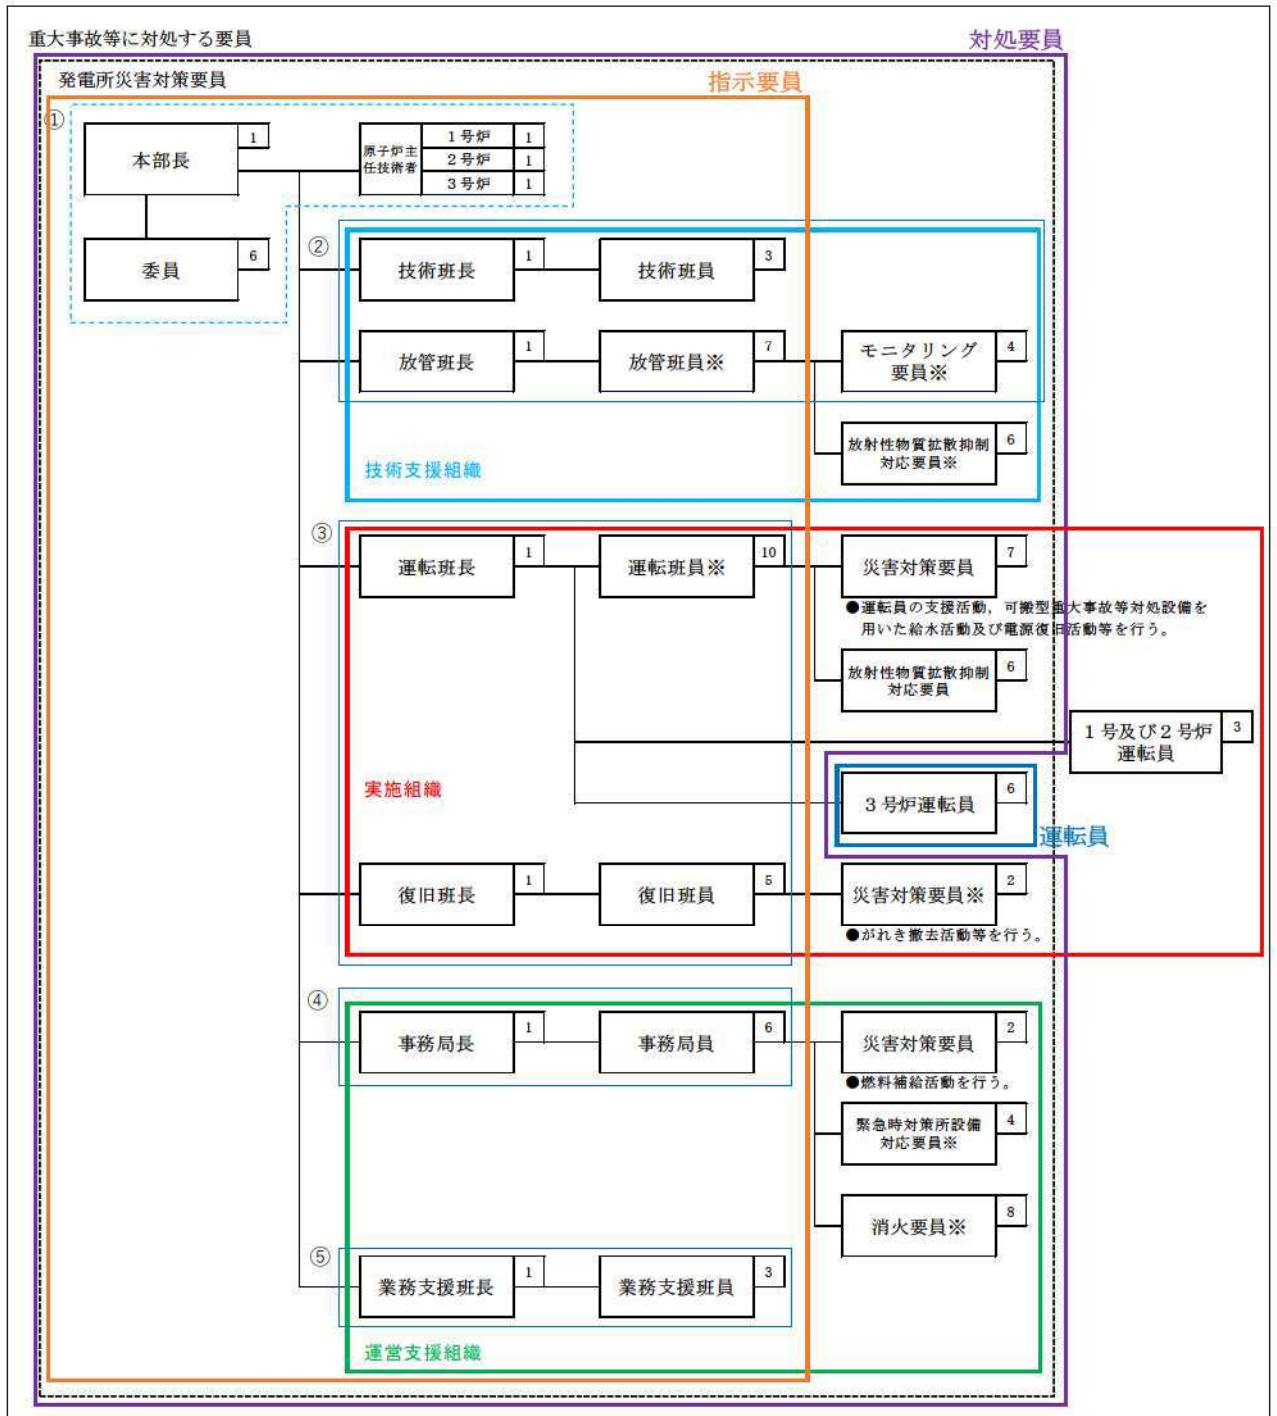 重大事故等に対処する要員
対処要員
発電所災害対策要員
指示要員
①
本部長
1
原子炉主
任技術者
1号炉
1
2号炉
1
3号炉
1
委員
6
②
技術班長
1
技術班員
3
放管班長
1
放管班員※
7
モニタリング
要員※
4
放射性物質拡散抑制
対応要員※
6
技術支援組織
③
運転班長
1
運転班員※
10
災害対策要員
7
●運転員の支援活動,可搬型重大事故等対処設備を
用いた給水活動及び電源復旧活動等を行う。
放射性物質拡散抑制
対応要員
6
1号及び2号炉
運転員
3
実施組織
3号炉運転員
6
運転員
復旧班長
1
復旧班員
5
災害対策要員※
2
●がれき撤去活動等を行う。
④
事務局長
1
事務局員
6
災害対策要員
2
●燃料補給活動を行う。
緊急時対策所設備
対応要員※
4
消火要員※
8
⑤
業務支援班長
1
業務支援班員
3
運営支援組織